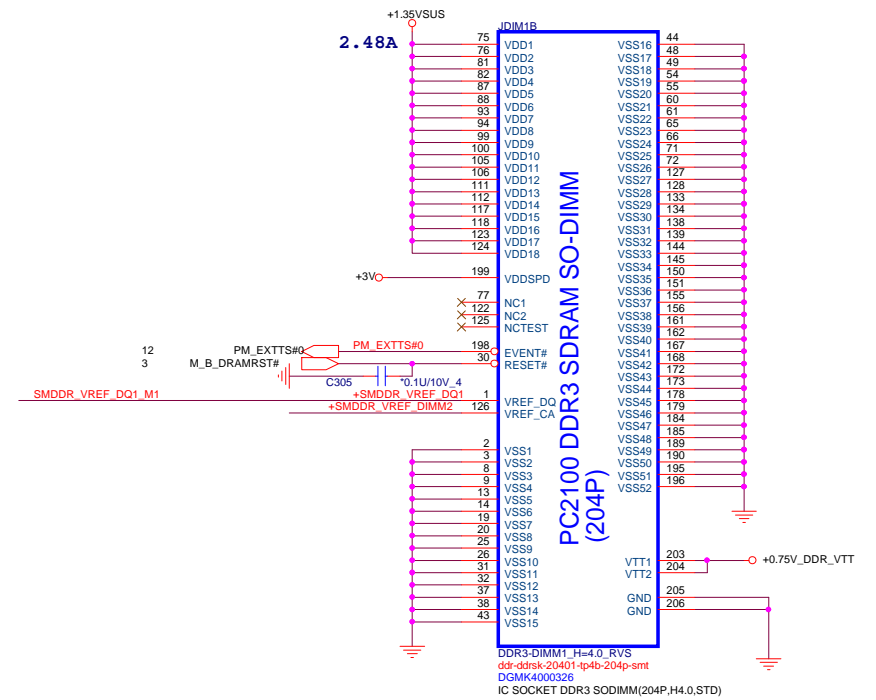 +1.35VSUS
2.48A
JDIM1B
75 VDD1
76 VDD2
81 VDD3
82 VDD4
87 VDD5
88 VDD6
93 VDD7
94 VDD8
99 VDD9
100 VDD10
105 VDD11
106 VDD12
111 VDD13
112 VDD14
117 VDD15
118 VDD16
123 VDD17
124 VDD18
+3V 199 VDDSPD
77 NC1
122 NC2
125 NCTEST
12 PM_EXTTS#0 PM_EXTTS#0 198 EVENT#
3 M_B_DRAMRST# 30 RESET#
C305 *0.1U/10V_4
SMDDR_VREF_DQ1_M1 +SMDDR_VREF_DQ1 1 VREF_DQ
+SMDDR_VREF_DIMM2 126 VREF_CA
2 VSS1
3 VSS2
8 VSS3
9 VSS4
13 VSS5
14 VSS6
19 VSS7
20 VSS8
25 VSS9
26 VSS10
31 VSS11
32 VSS12
37 VSS13
38 VSS14
43 VSS15
PC2100 DDR3 SDRAM SO-DIMM
(204P)
VSS16 44
VSS17 48
VSS18 49
VSS19 54
VSS20 55
VSS21 60
VSS22 61
VSS23 65
VSS24 66
VSS25 71
VSS26 72
VSS27 127
VSS28 128
VSS29 133
VSS30 134
VSS31 138
VSS32 139
VSS33 144
VSS34 145
VSS35 150
VSS36 151
VSS37 155
VSS38 156
VSS39 161
VSS40 162
VSS41 167
VSS42 168
VSS43 172
VSS44 173
VSS45 178
VSS46 179
VSS47 184
VSS48 185
VSS49 189
VSS50 190
VSS51 195
VSS52 196
VTT1 203
VTT2 204
+0.75V_DDR_VTT
GND 205
GND 206
DDR3-DIMM1_H=4.0_RVS
ddr-ddrsk-20401-tp4b-204p-smt
DGMK4000326
IC SOCKET DDR3 SODIMM(204P,H4.0,STD)